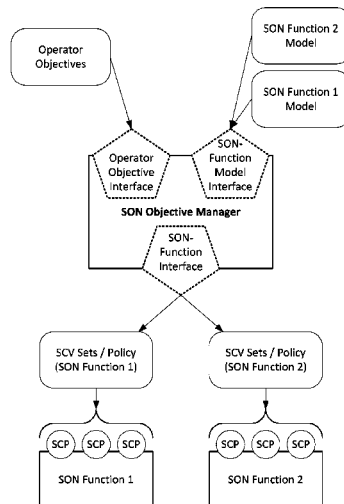 Operator
Objectives
SON Function 2
Model
SON Function 1
Model
Operator
Objective
Interface
SON-
Function
Model
Interface
SON Objective Manager
SON-
Function
Interface
SCV Sets / Policy
(SON Function 1)
SCV Sets / Policy
(SON Function 2)
SCP SCP SCP
SCP SCP SCP
SON Function 1
SON Function 2